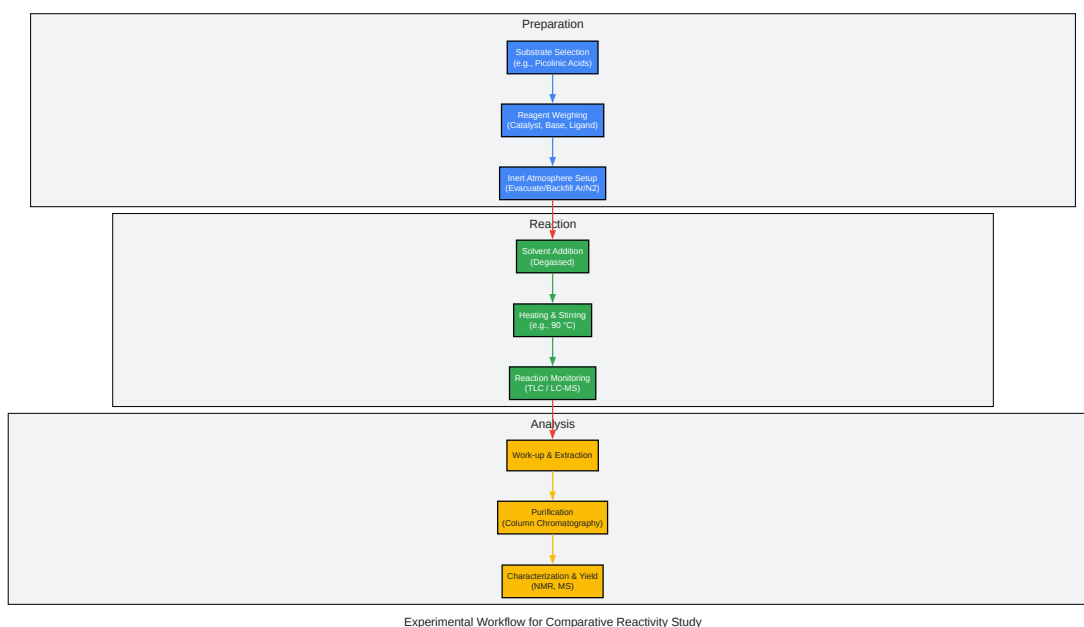 Preparation
Substrate Selection
(e.g., Picolinic Acids)
Reagent Weighing
(Catalyst, Base, Ligand)
Inert Atmosphere Setup
(Evacuate/Backfill Ar/N2)
Reaction
Solvent Addition
(Degassed)
Heating & Stirring
(e.g., 90 °C)
Reaction Monitoring
(TLC / LC-MS)
Analysis
Work-up & Extraction
Purification
(Column Chromatography)
Characterization & Yield
(NMR, MS)
Experimental Workflow for Comparative Reactivity Study